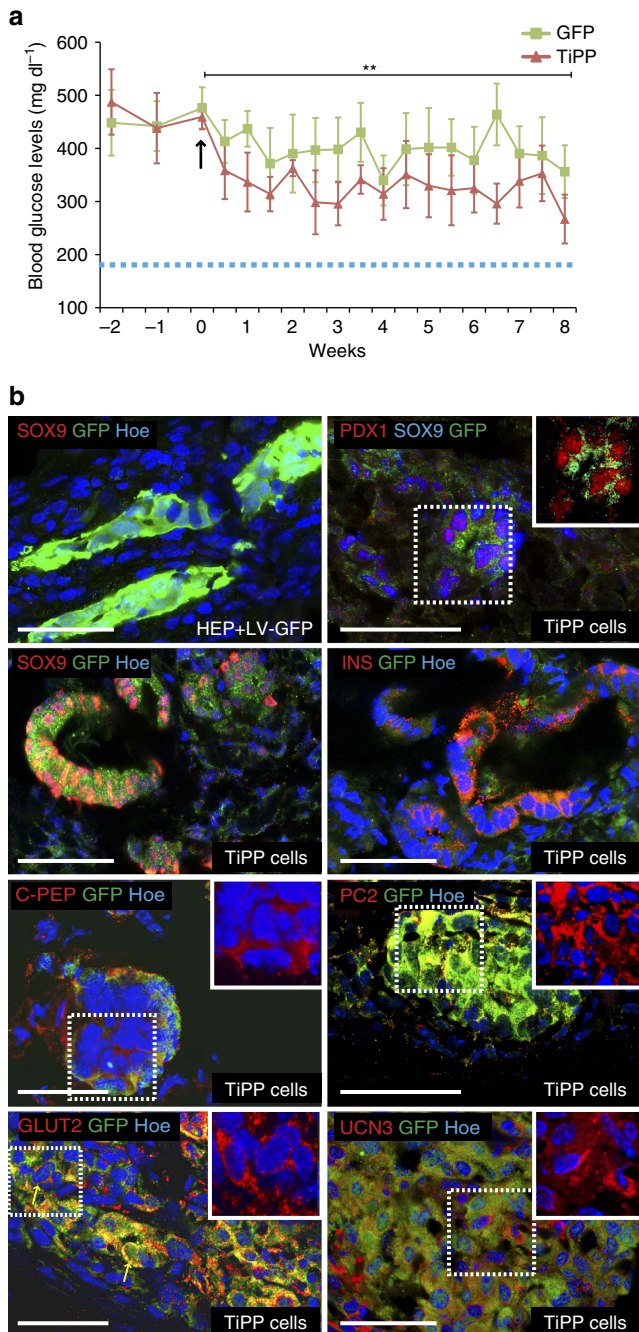 a
GFP
TiPP
**
Blood glucose levels (mg dl⁻¹)
600
500
400
300
200
100
–2 –1 0 1 2 3 4 5 6 7 8
Weeks
b
SOX9 GFP Hoe
HEP+LV-GFP
PDX1 SOX9 GFP
TiPP cells
SOX9 GFP Hoe
TiPP cells
INS GFP Hoe
TiPP cells
C-PEP GFP Hoe
TiPP cells
PC2 GFP Hoe
TiPP cells
GLUT2 GFP Hoe
TiPP cells
UCN3 GFP Hoe
TiPP cells